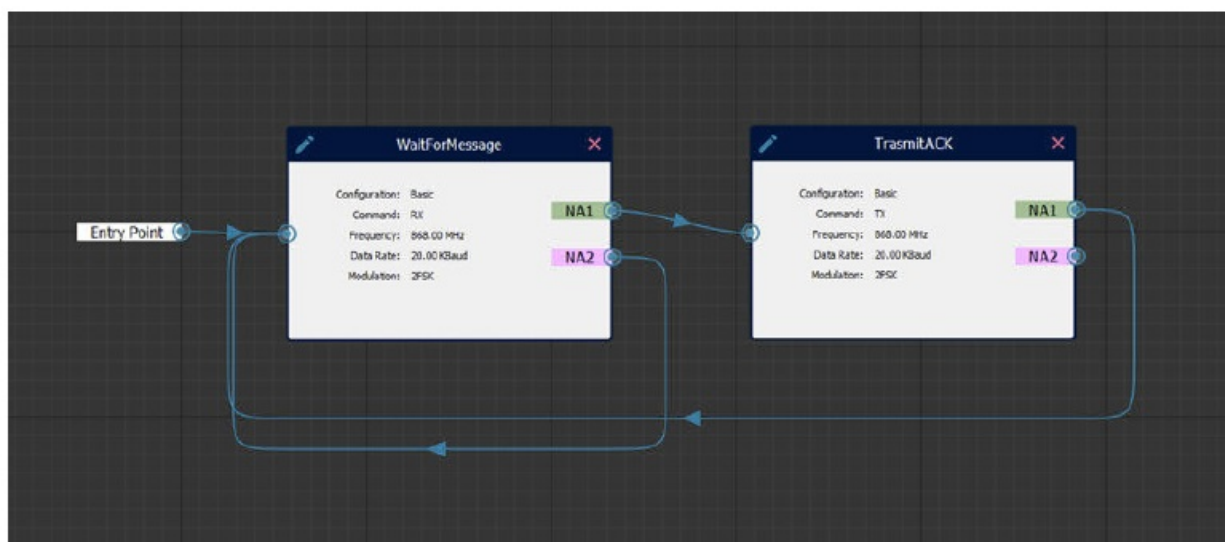 Entry Point
WaitForMessage
Configuration: Basic
Command: RX
Frequency: 868.00 MHz
Data Rate: 20.00 KBaud
Modulation: 2FSK
NA1
NA2
TrasmitACK
Configuration: Basic
Command: TX
Frequency: 868.00 MHz
Data Rate: 20.00 KBaud
Modulation: 2FSK
NA1
NA2